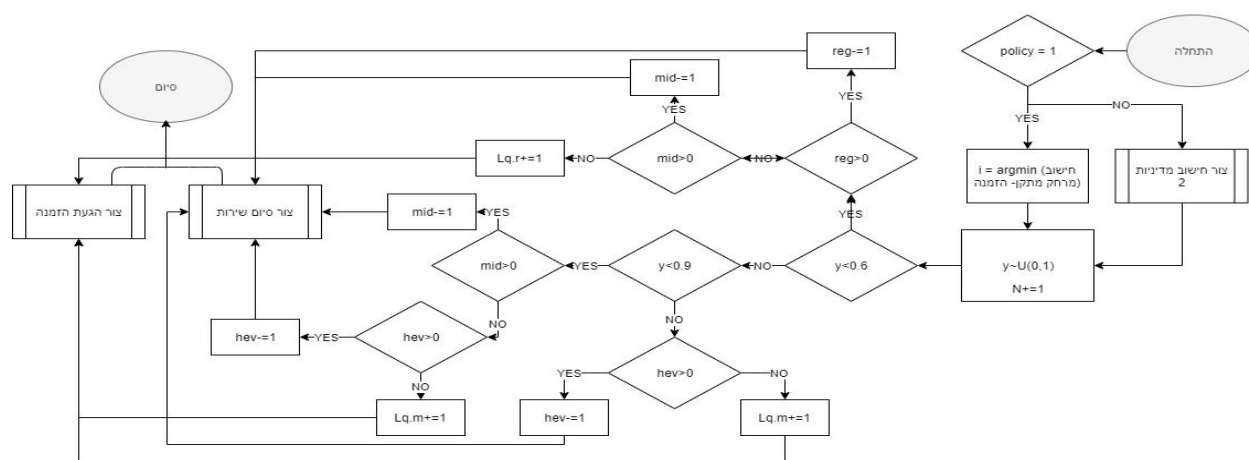 התחלה
policy = 1
YES
NO
i = argmin (חישוב
מרחק מתקן- הזמנה)
צור חישוב מדיניות
2
y~U(0,1)
N+=1
y<0.6
YES
NO
reg>0
YES
NO
reg-=1
mid>0
YES
NO
mid-=1
Lq.r+=1
y<0.9
YES
NO
mid>0
YES
NO
mid-=1
hev>0
YES
NO
hev-=1
Lq.m+=1
hev>0
YES
NO
hev-=1
Lq.m+=1
צור סיום שירות
צור הגעת הזמנה
סיום